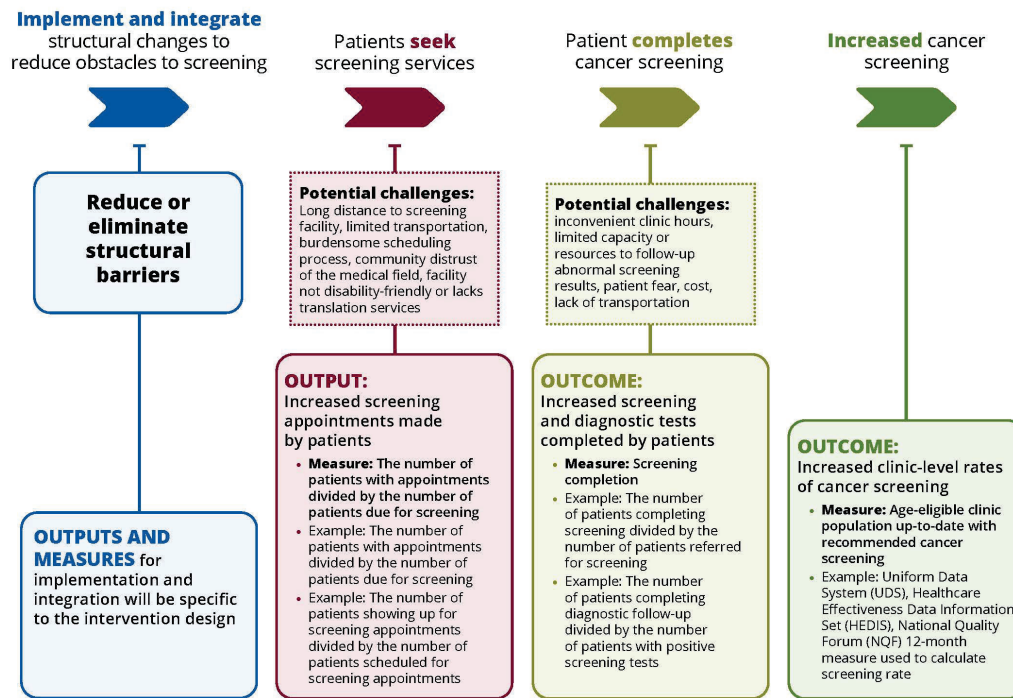 Implement and integrate
structural changes to
reduce obstacles to screening
Patients seek
screening services
Patient completes
cancer screening
Increased cancer
screening
Reduce or
eliminate
structural
barriers
OUTPUTS AND
MEASURES for
implementation and
integration will be specific
to the intervention design
Potential challenges:
Long distance to screening
facility, limited transportation,
burdensome scheduling
process, community distrust
of the medical field, facility
not disability-friendly or lacks
translation services
OUTPUT:
Increased screening
appointments made
by patients
• Measure: The number of
patients with appointments
divided by the number of
patients due for screening
• Example: The number of
patients with appointments
divided by the number of
patients due for screening
• Example: The number of
patients showing up for
screening appointments
divided by the number of
patients scheduled for
screening appointments
Potential challenges:
inconvenient clinic hours,
limited capacity or
resources to follow-up
abnormal screening
results, patient fear, cost,
lack of transportation
OUTCOME:
Increased screening
and diagnostic tests
completed by patients
• Measure: Screening
completion
• Example: The number
of patients completing
screening divided by the
number of patients referred
for screening
• Example: The number
of patients completing
diagnostic follow-up
divided by the number
of patients with positive
screening tests
OUTCOME:
Increased clinic-level rates
of cancer screening
• Measure: Age-eligible clinic
population up-to-date with
recommended cancer
screening
• Example: Uniform Data
System (UDS), Healthcare
Effectiveness Data Information
Set (HEDIS), National Quality
Forum (NQF) 12-month
measure used to calculate
screening rate